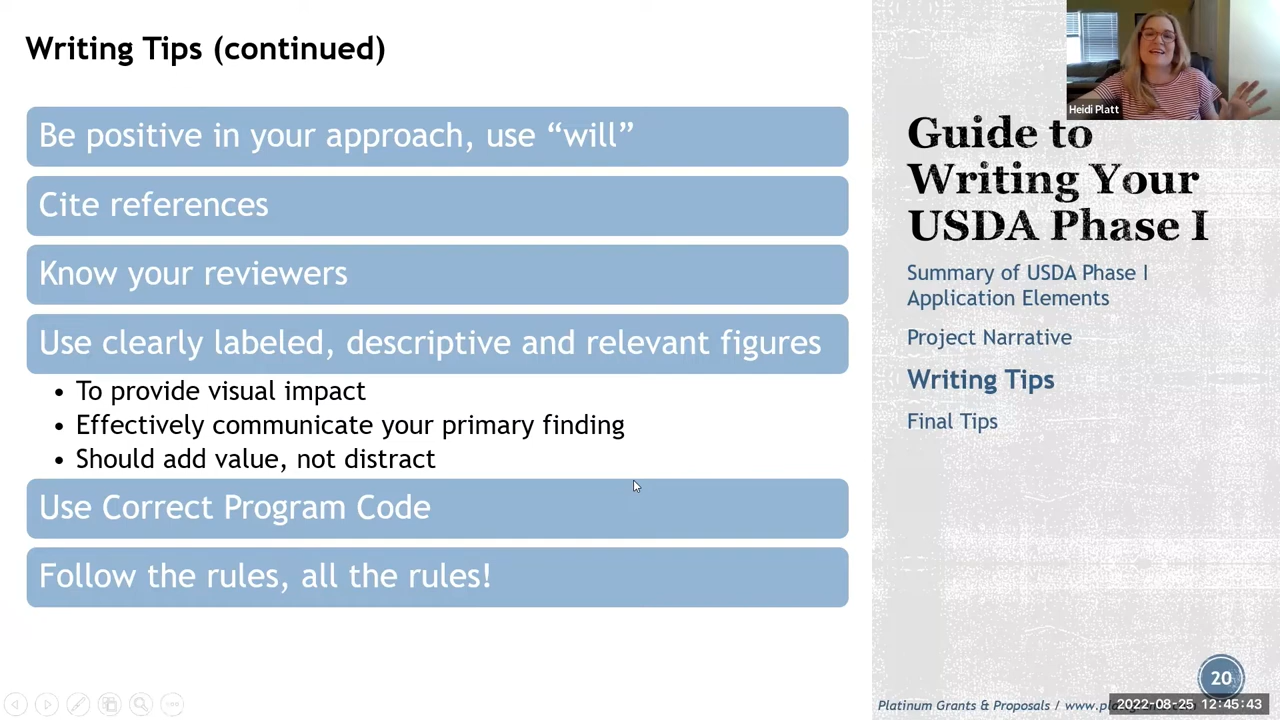 Writing Tips (continued)
Be positive in your approach, use “will”
Cite references
Know your reviewers
Use clearly labeled, descriptive and relevant figures
• To provide visual impact
• Effectively communicate your primary finding
• Should add value, not distract
Use Correct Program Code
Follow the rules, all the rules!
Heidi Platt
Guide to
Writing Your
USDA Phase I
Summary of USDA Phase I
Application Elements
Project Narrative
Writing Tips
Final Tips
20
Platinum Grants & Proposals /
2022-08-25 12:45:43